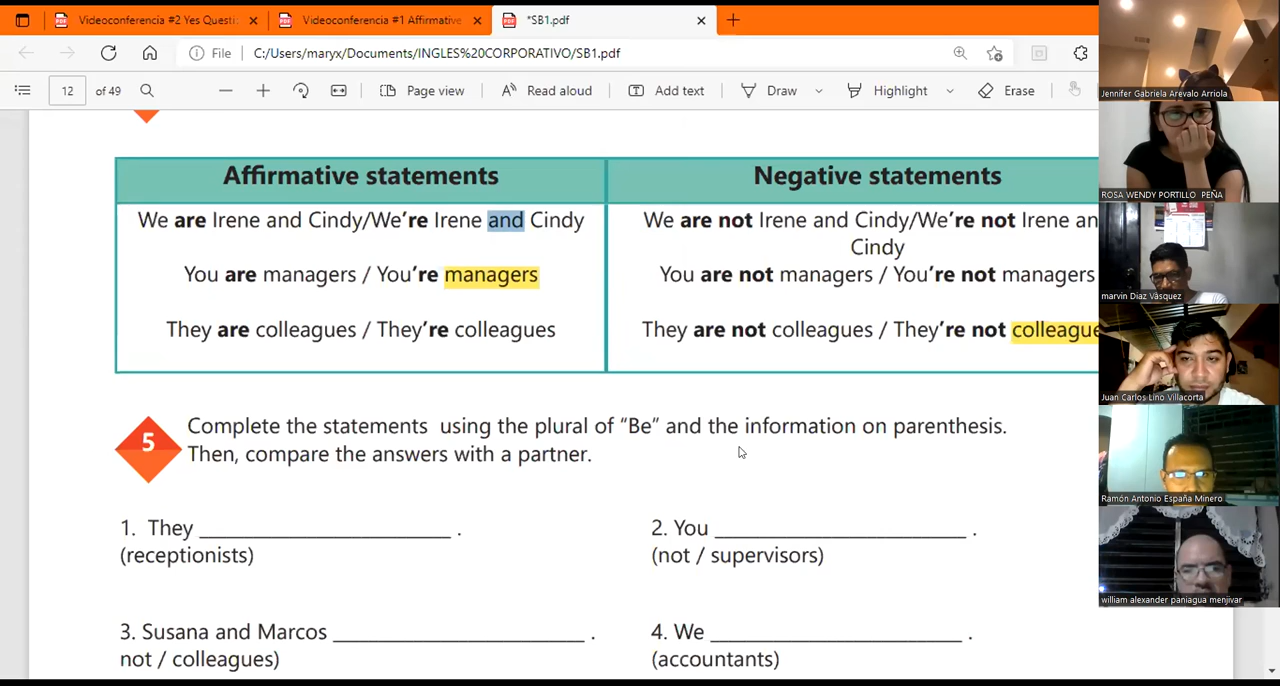 Videoconferencia #2 Yes Questi
Videoconferencia #1 Affirmative
*SB1.pdf
File
C:/Users/maryx/Documents/INGLES%20CORPORATIVO/SB1.pdf
12 of 49
Page view
Read aloud
Add text
Draw
Highlight
Erase
Affirmative statements
We are Irene and Cindy/We're Irene and Cindy
You are managers / You're managers
They are colleagues / They're colleagues
Negative statements
We are not Irene and Cindy/We're not Irene an
Cindy
You are not managers / You're not managers
They are not colleagues / They're not colleague
5
Complete the statements using the plural of "Be" and the information on parenthesis.
Then, compare the answers with a partner.
1. They ____________________ .
(receptionists)
2. You ____________________ .
(not / supervisors)
3. Susana and Marcos ____________________ .
not / colleagues)
4. We ____________________ .
(accountants)
Jennifer Gabriela Arevalo Arriola
ROSA WENDY PORTILLO PEÑA
marvin Diaz Vásquez
Juan Carlos Lino Villacorta
Ramón Antonio España Minero
william alexander paniagua menjivar